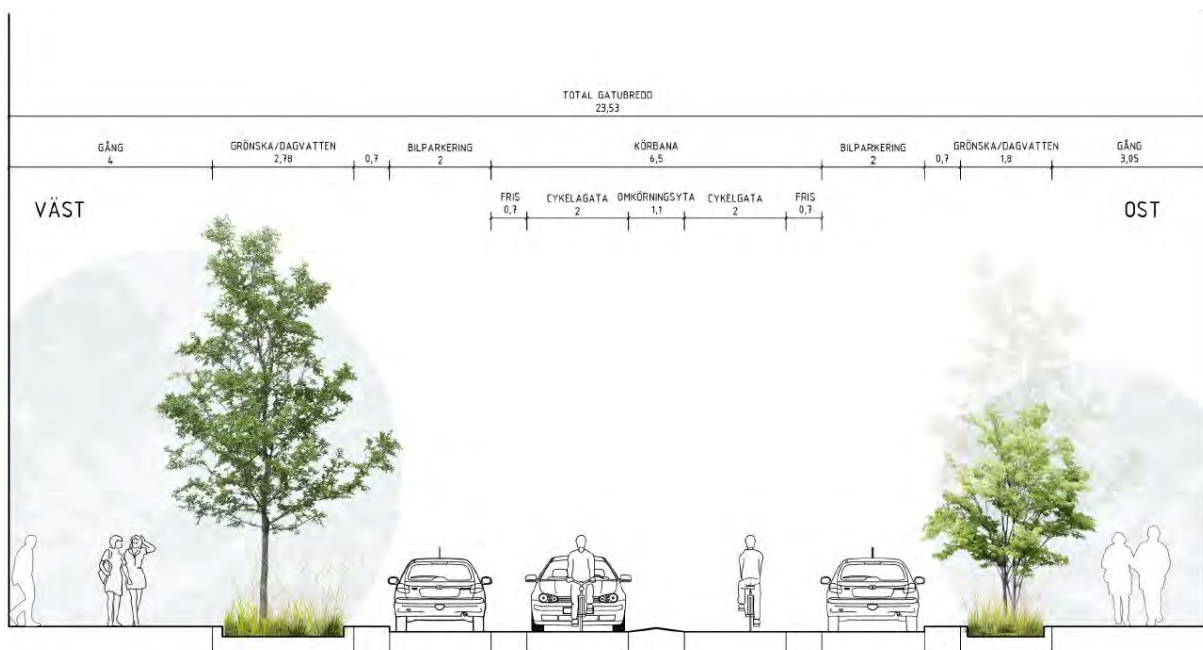 TOTAL GATUBREDD
23,53
GÅNG
4
GRÖNSKA/DAGVATTEN
2,78
0,7
BILPARKERING
2
KÖRBANA
6,5
BILPARKERING
2
0,7
GRÖNSKA/DAGVATTEN
1,8
GÅNG
3,05
FRIS
0,7
CYKELAGATA
2
OMKÖRNINGSYTA
1,1
CYKELGATA
2
FRIS
0,7
VÄST
OST